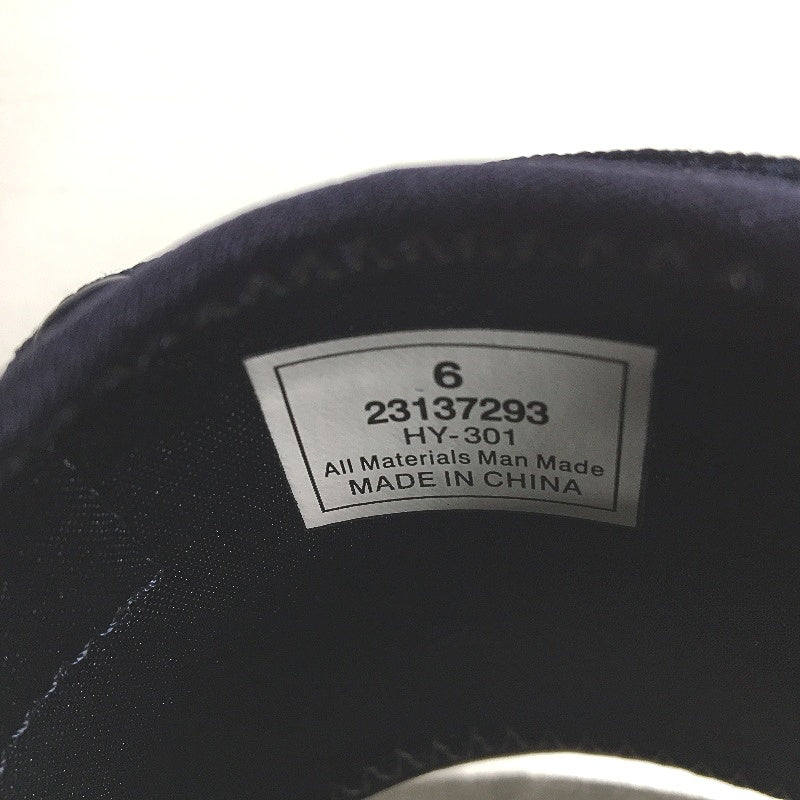 6
23137293
HY-301
All Materials Man Made
MADE IN CHINA